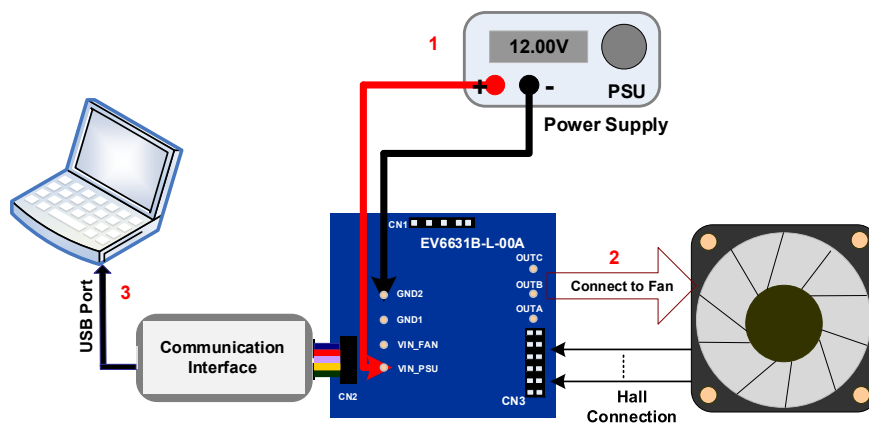 1
12.00V
+
-
PSU
Power Supply
CN1
EV6631B-L-00A
OUTC
2
Connect to Fan
OUTB
OUTA
GND2
GND1
VIN_FAN
VIN_PSU
3
USB Port
Communication
Interface
CN2
CN3
Hall
Connection